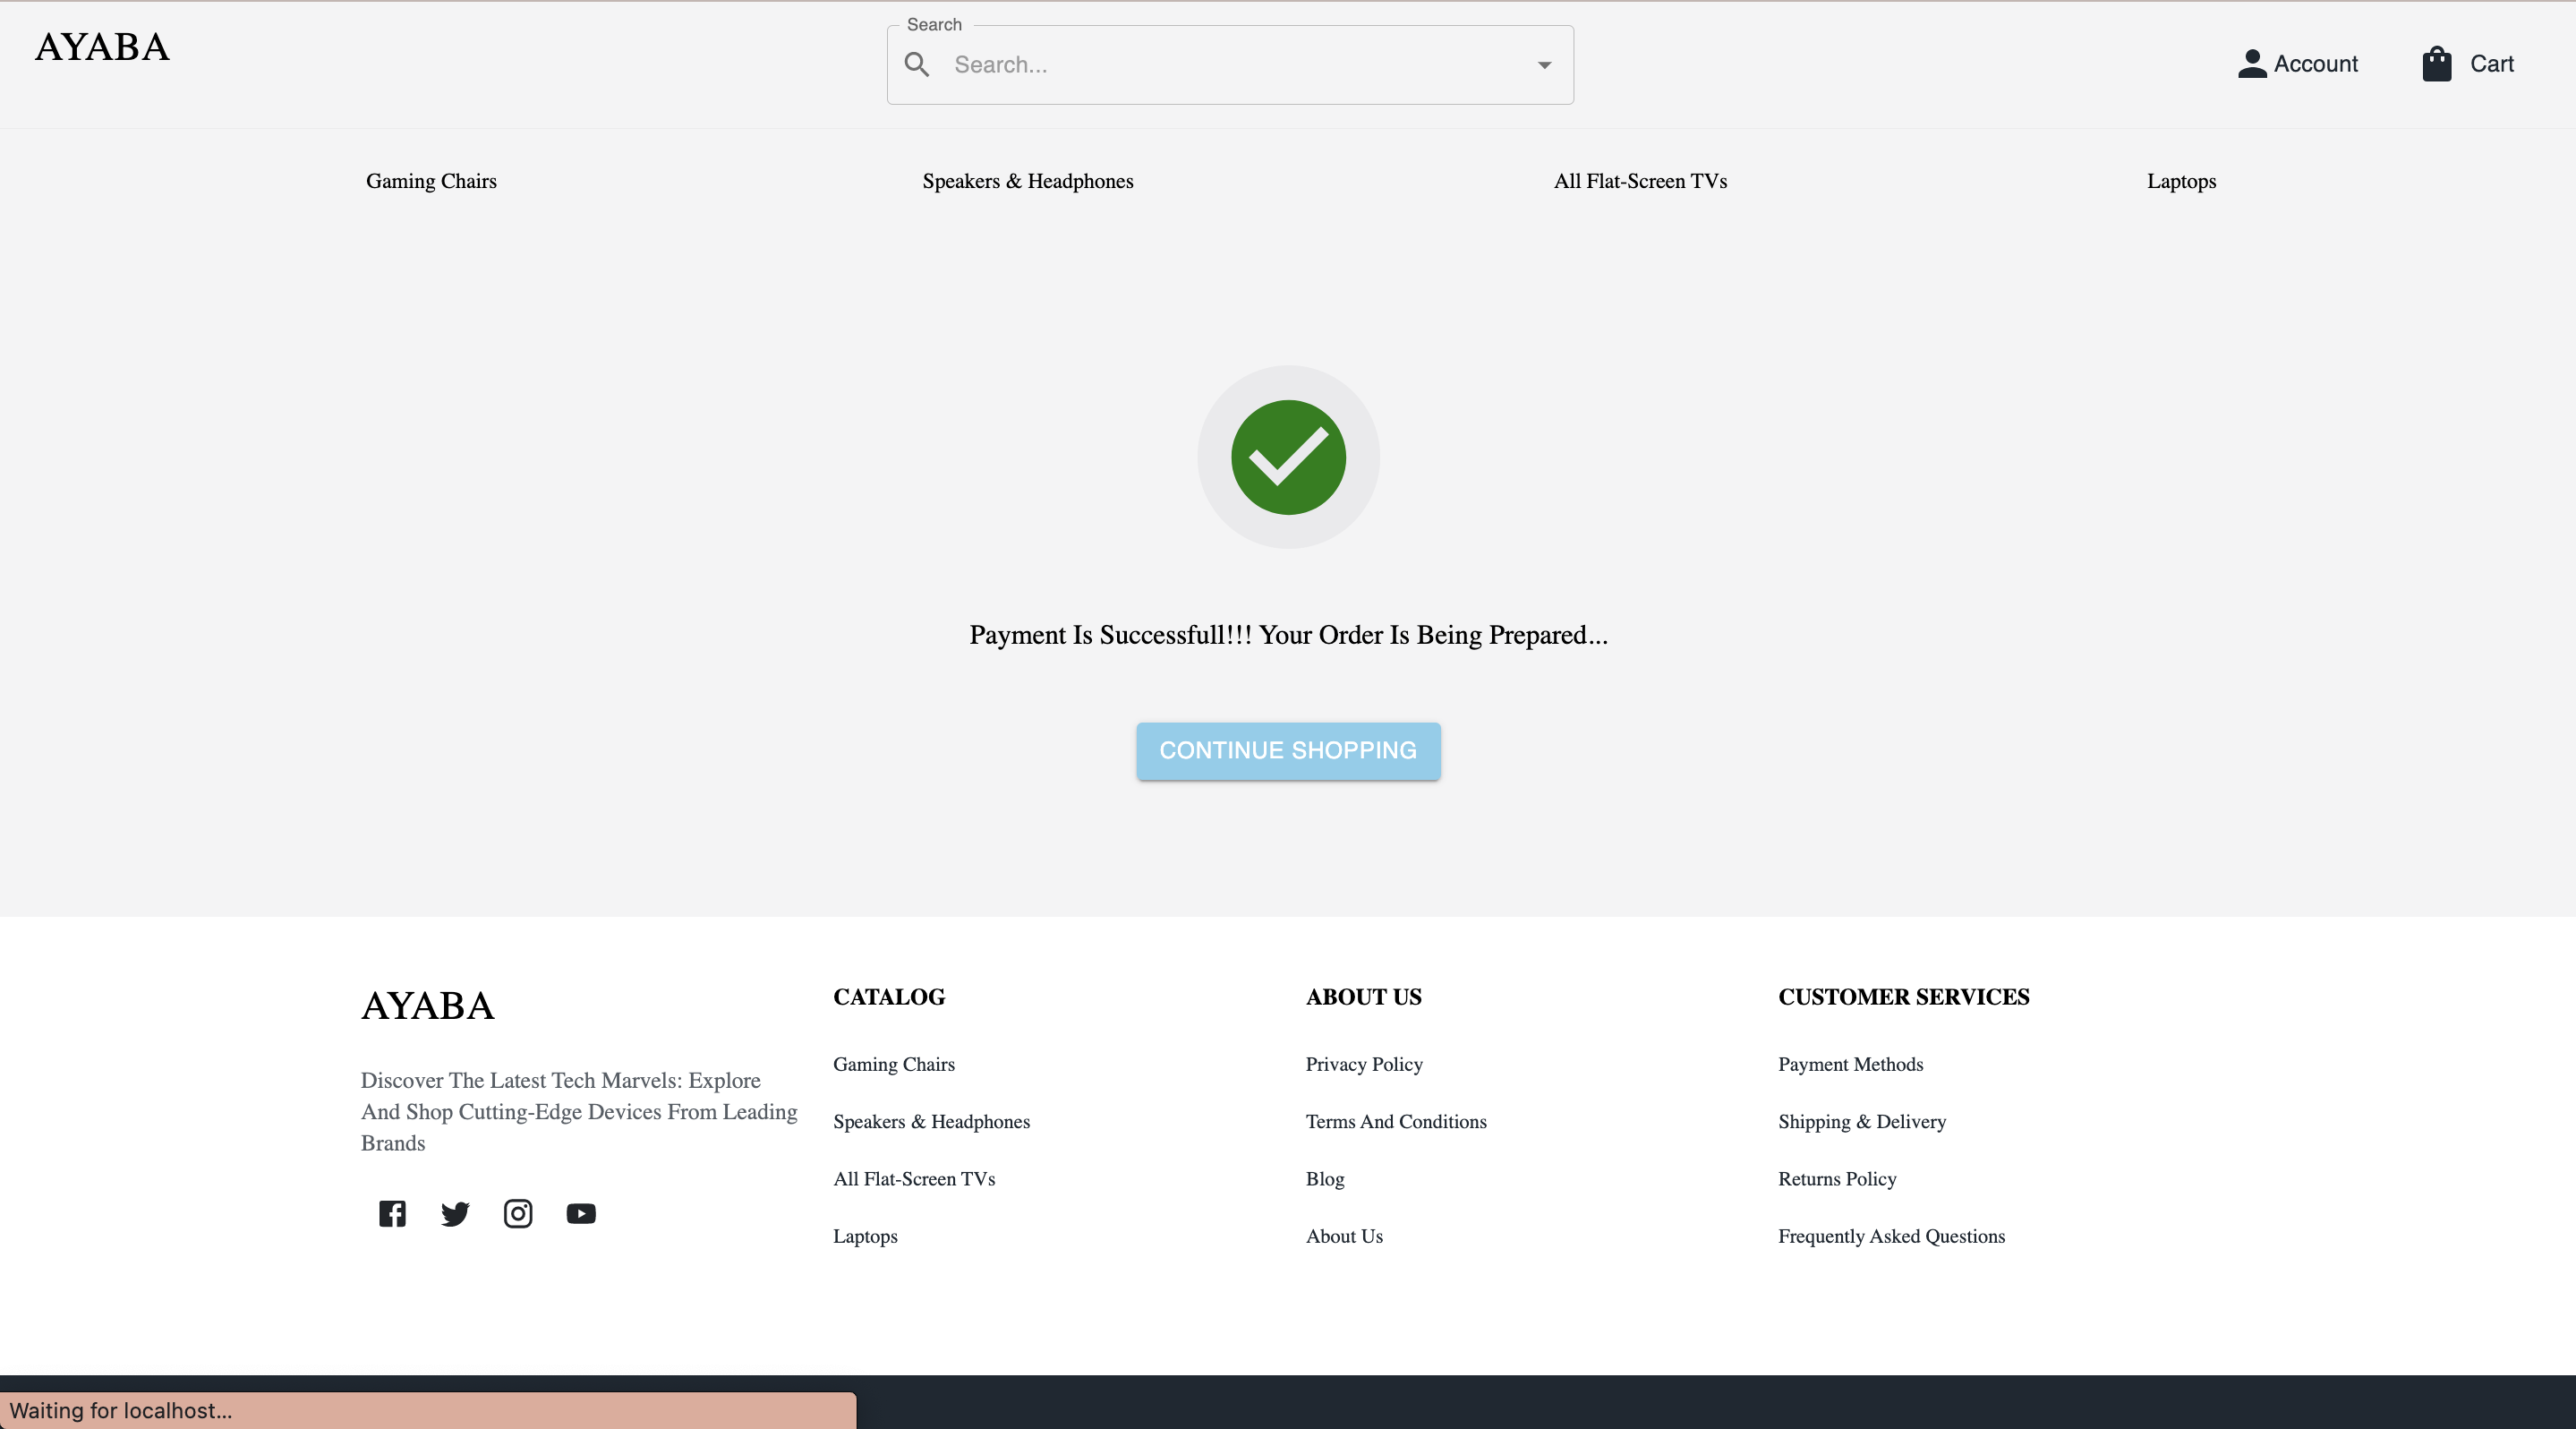 Search
AYABA
Search...
Account
Cart
Gaming Chairs
Speakers & Headphones
All Flat-Screen TVs
Laptops
Payment Is Successfull!!! Your Order Is Being Prepared...
CONTINUE SHOPPING
AYABA
Discover The Latest Tech Marvels: Explore
And Shop Cutting-Edge Devices From Leading
Brands
CATALOG
Gaming Chairs
Speakers & Headphones
All Flat-Screen TVs
Laptops
ABOUT US
Privacy Policy
Terms And Conditions
Blog
About Us
CUSTOMER SERVICES
Payment Methods
Shipping & Delivery
Returns Policy
Frequently Asked Questions
Waiting for localhost...